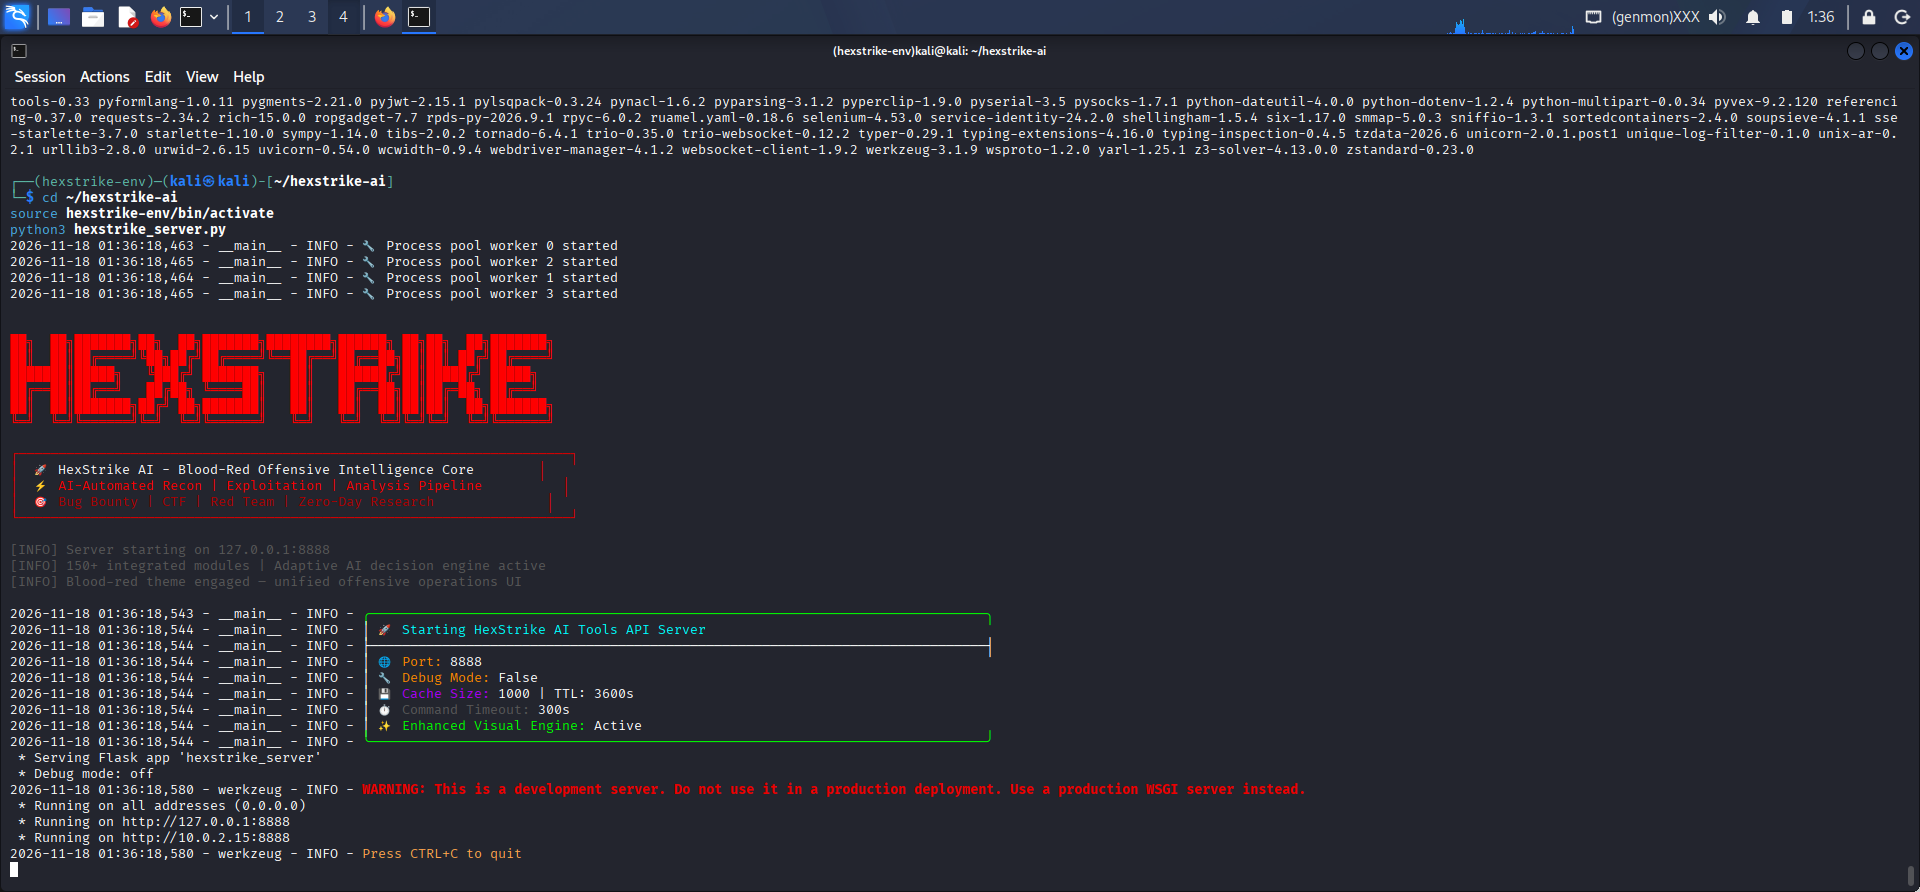 1 2 3 4 (genmon)XXX 1:36
(hexstrike-env)kali@kali: ~/hexstrike-ai
Session Actions Edit View Help
tools-0.33 pyformlang-1.0.11 pygments-2.21.0 pyjwt-2.15.1 pylsqpack-0.3.24 pynacl-1.6.2 pyparsing-3.1.2 pyperclip-1.9.0 pyserial-3.5 pysocks-1.7.1 python-dateutil-4.0.0 python-dotenv-1.2.4 python-multipart-0.0.34 pyvex-9.2.120 referenci
ng-0.37.0 requests-2.34.2 rich-15.0.0 ropgadget-7.7 rpds-py-2026.9.1 rpyc-6.0.2 ruamel.yaml-0.18.6 selenium-4.53.0 service-identity-24.2.0 shellingham-1.5.4 six-1.17.0 smmap-5.0.3 sniffio-1.3.1 sortedcontainers-2.4.0 soupsieve-4.1.1 sse
-starlette-3.7.0 starlette-1.10.0 sympy-1.14.0 tibs-2.0.2 tornado-6.4.1 trio-0.35.0 trio-websocket-0.12.2 typer-0.29.1 typing-extensions-4.16.0 typing-inspection-0.4.5 tzdata-2026.6 unicorn-2.0.1.post1 unique-log-filter-0.1.0 unix-ar-0.
2.1 urllib3-2.8.0 urwid-2.6.15 uvicorn-0.54.0 wcwidth-0.9.4 webdriver-manager-4.1.2 websocket-client-1.9.2 werkzeug-3.1.9 wsproto-1.2.0 yarl-1.25.1 z3-solver-4.13.0.0 zstandard-0.23.0
┌──(hexstrike-env)─(kali㉿kali)-[~/hexstrike-ai]
└─$ cd ~/hexstrike-ai
source hexstrike-env/bin/activate
python3 hexstrike_server.py
2026-11-18 01:36:18,463 - __main__ - INFO - 🔧 Process pool worker 0 started
2026-11-18 01:36:18,465 - __main__ - INFO - 🔧 Process pool worker 2 started
2026-11-18 01:36:18,464 - __main__ - INFO - 🔧 Process pool worker 1 started
2026-11-18 01:36:18,465 - __main__ - INFO - 🔧 Process pool worker 3 started
HEXSTRIKE
🚀 HexStrike AI - Blood-Red Offensive Intelligence Core
⚡ AI-Automated Recon | Exploitation | Analysis Pipeline
🎯 Bug Bounty | CTF | Red Team | Zero-Day Research
[INFO] Server starting on 127.0.0.1:8888
[INFO] 150+ integrated modules | Adaptive AI decision engine active
[INFO] Blood-red theme engaged – unified offensive operations UI
2026-11-18 01:36:18,543 - __main__ - INFO -
2026-11-18 01:36:18,544 - __main__ - INFO - 🚀 Starting HexStrike AI Tools API Server
2026-11-18 01:36:18,544 - __main__ - INFO -
2026-11-18 01:36:18,544 - __main__ - INFO - 🌐 Port: 8888
2026-11-18 01:36:18,544 - __main__ - INFO - 🔧 Debug Mode: False
2026-11-18 01:36:18,544 - __main__ - INFO - 💾 Cache Size: 1000 | TTL: 3600s
2026-11-18 01:36:18,544 - __main__ - INFO - ⏱️ Command Timeout: 300s
2026-11-18 01:36:18,544 - __main__ - INFO - ✨ Enhanced Visual Engine: Active
2026-11-18 01:36:18,544 - __main__ - INFO -
* Serving Flask app 'hexstrike_server'
* Debug mode: off
2026-11-18 01:36:18,580 - werkzeug - INFO - WARNING: This is a development server. Do not use it in a production deployment. Use a production WSGI server instead.
* Running on all addresses (0.0.0.0)
* Running on http://127.0.0.1:8888
* Running on http://10.0.2.15:8888
2026-11-18 01:36:18,580 - werkzeug - INFO - Press CTRL+C to quit